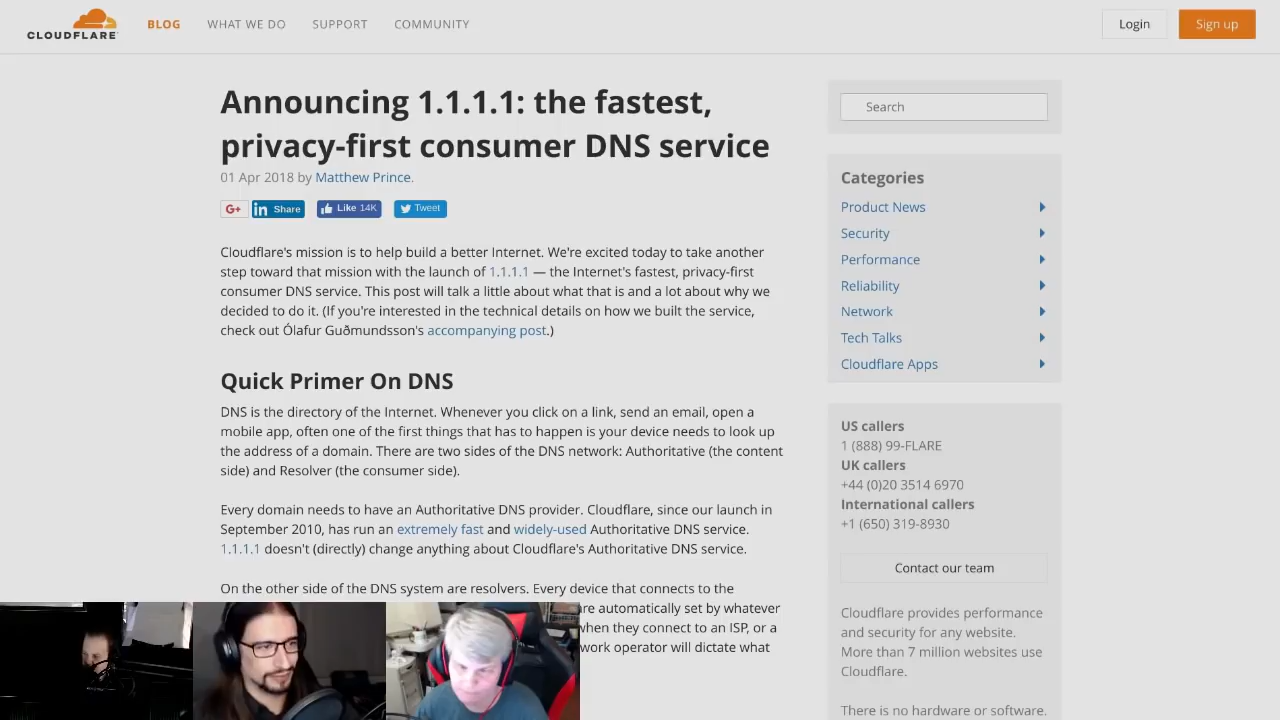 CLOUDFLARE
BLOG
WHAT WE DO
SUPPORT
COMMUNITY
Login
Sign up
Announcing 1.1.1.1: the fastest,
privacy-first consumer DNS service
01 Apr 2018 by Matthew Prince.
G+
in Share
Like 14K
Tweet
Cloudflare's mission is to help build a better Internet. We're excited today to take another
step toward that mission with the launch of 1.1.1.1 — the Internet's fastest, privacy-first
consumer DNS service. This post will talk a little about what that is and a lot about why we
decided to do it. (If you're interested in the technical details on how we built the service,
check out Ólafur Guðmundsson's accompanying post.)
Quick Primer On DNS
DNS is the directory of the Internet. Whenever you click on a link, send an email, open a
mobile app, often one of the first things that has to happen is your device needs to look up
the address of a domain. There are two sides of the DNS network: Authoritative (the content
side) and Resolver (the consumer side).
Every domain needs to have an Authoritative DNS provider. Cloudflare, since our launch in
September 2010, has run an extremely fast and widely-used Authoritative DNS service.
1.1.1.1 doesn't (directly) change anything about Cloudflare's Authoritative DNS service.
On the other side of the DNS system are resolvers. Every device that connects to the
are automatically set by whatever
when they connect to an ISP, or a
work operator will dictate what
Search
Categories
Product News
Security
Performance
Reliability
Network
Tech Talks
Cloudflare Apps
US callers
1 (888) 99-FLARE
UK callers
+44 (0)20 3514 6970
International callers
+1 (650) 319-8930
Contact our team
Cloudflare provides performance
and security for any website.
More than 7 million websites use
Cloudflare.
There is no hardware or software.